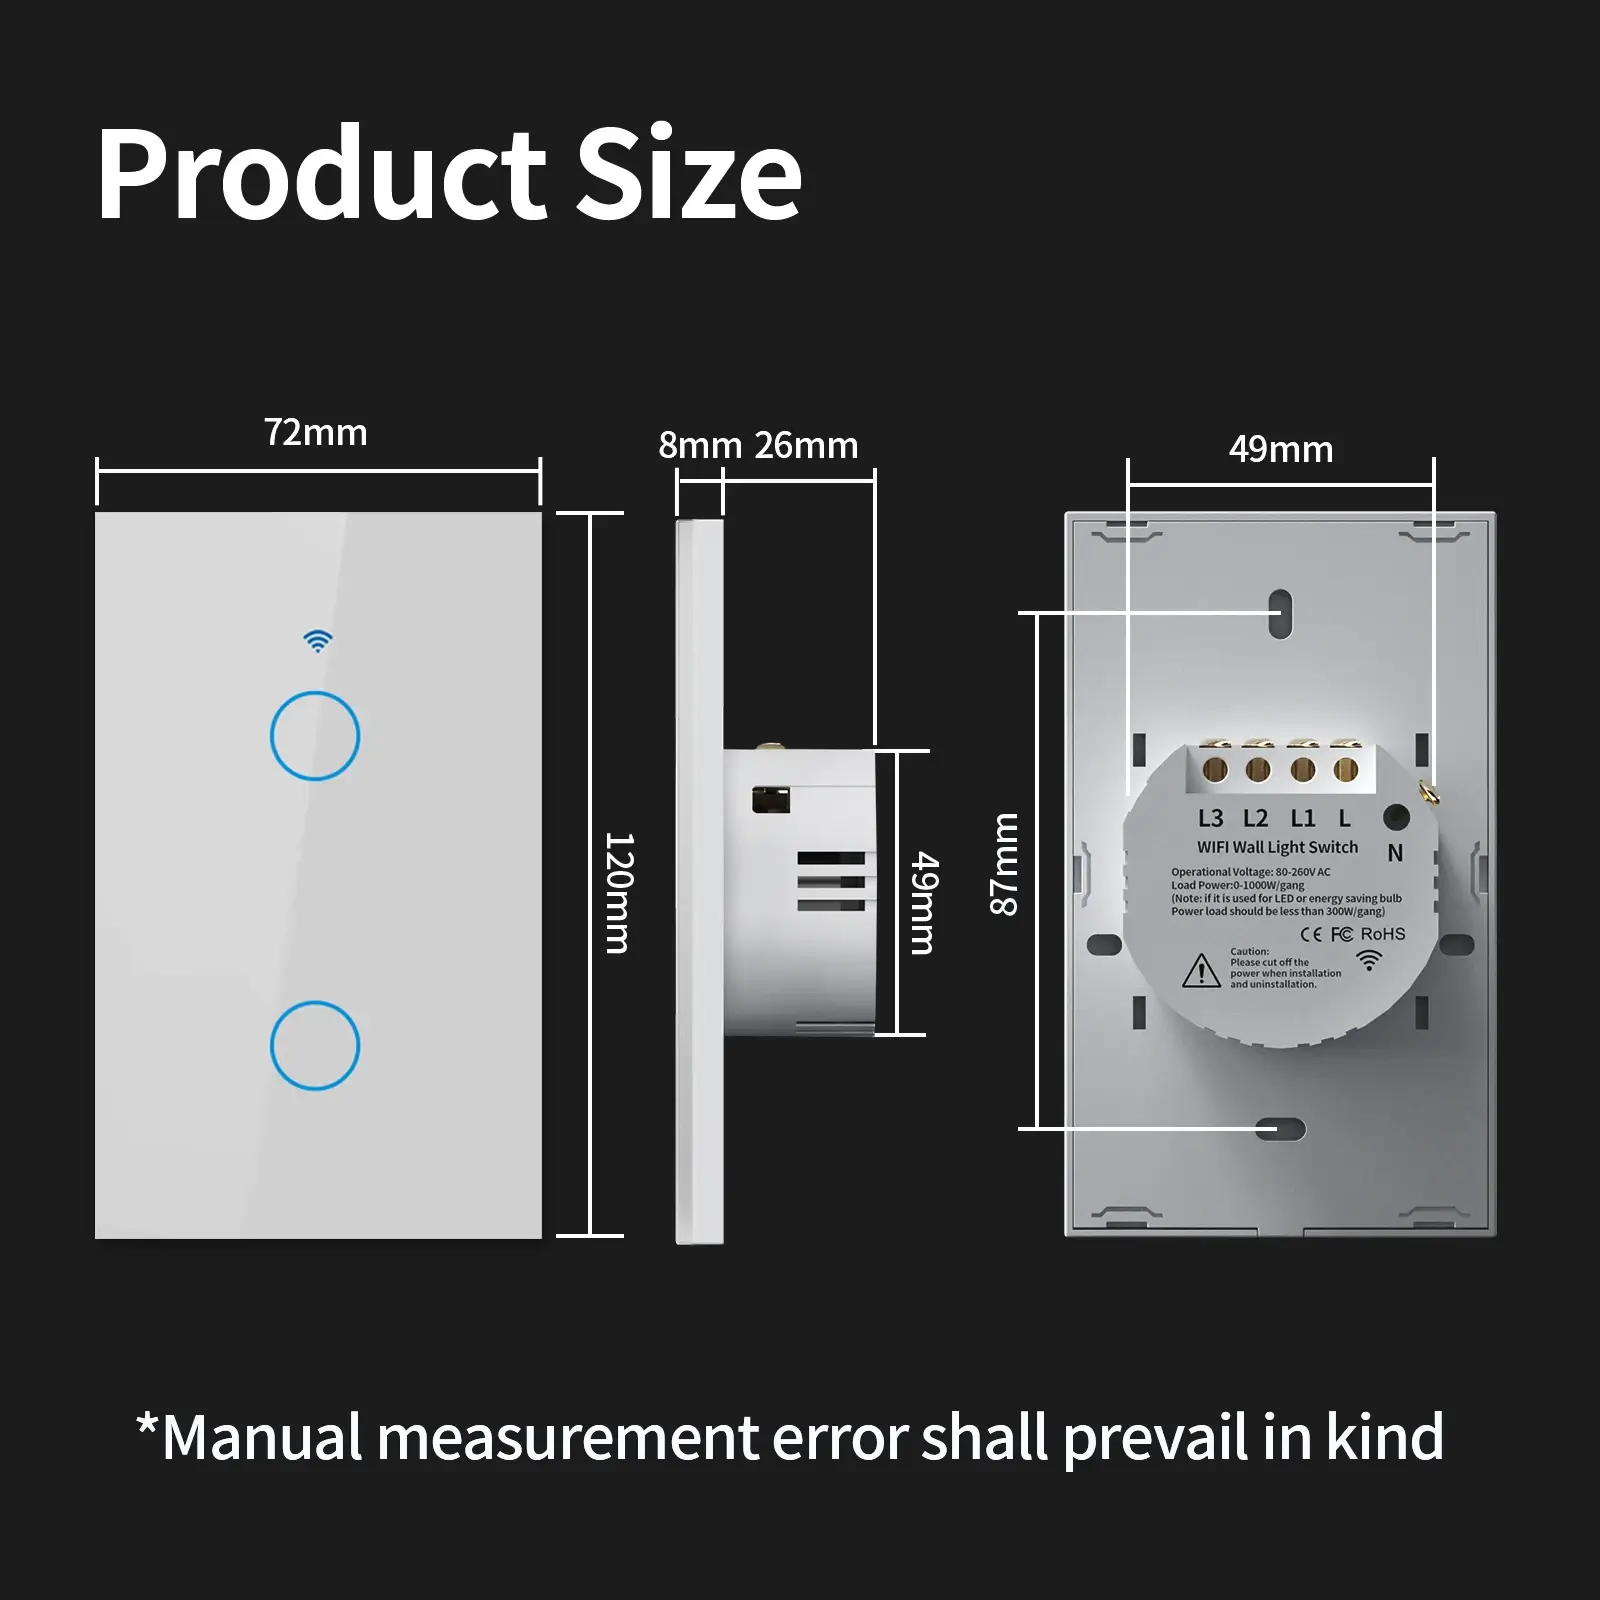 Product Size
72mm
8mm 26mm
49mm
120mm
49mm
87mm
L3 L2 L1 L
N
WIFI Wall Light Switch
Operational Voltage: 80-260V AC
Load Power:0-1000W/gang
(Note: if it is used for LED or energy saving bulb
Power load should be less than 300W/gang)
CE FC RoHS
Caution:
Please cut off the
power when installation
and uninstallation.
*Manual measurement error shall prevail in kind